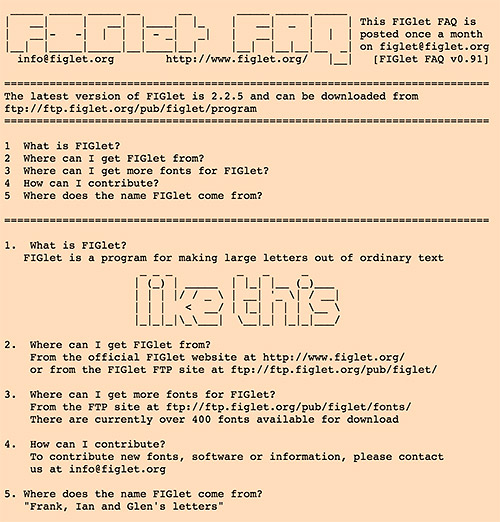 FIGlet FAQ
This FIGlet FAQ is
posted once a month
on figlet@figlet.org
info@figlet.org http://www.figlet.org/ [FIGlet FAQ v0.91]
The latest version of FIGlet is 2.2.5 and can be downloaded from
ftp://ftp.figlet.org/pub/figlet/program
1 What is FIGlet?
2 Where can I get FIGlet from?
3 Where can I get more fonts for FIGlet?
4 How can I contribute?
5 Where does the name FIGlet come from?
1. What is FIGlet?
FIGlet is a program for making large letters out of ordinary text
like this
2. Where can I get FIGlet from?
From the official FIGlet website at http://www.figlet.org/
or from the FIGlet FTP site at ftp://ftp.figlet.org/pub/figlet/
3. Where can I get more fonts for FIGlet?
From the FTP site at ftp://ftp.figlet.org/pub/figlet/fonts/
There are currently over 400 fonts available for download
4. How can I contribute?
To contribute new fonts, software or information, please contact
us at info@figlet.org
5. Where does the name FIGlet come from?
"Frank, Ian and Glen's letters"